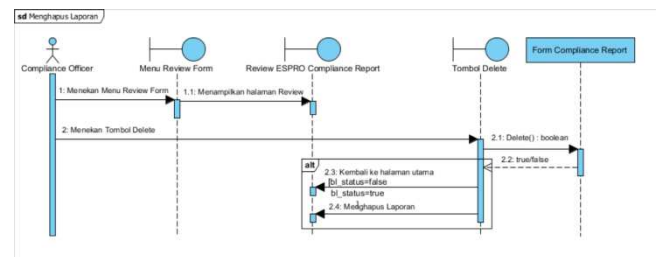 sd Menghapus Laporan
Compliance Officer
Menu Review Form
Review ESPRO Compliance Report
Tombol Delete
Form Compliance Report
1: Menekan Menu Review Form
1.1: Menampilkan halaman Review
2: Menekan Tombol Delete
2.1: Delete() : boolean
2.2: true/false
alt
2.3: Kembali ke halaman utama
[bl_status=false
bl_status=true
2.4: Menghapus Laporan